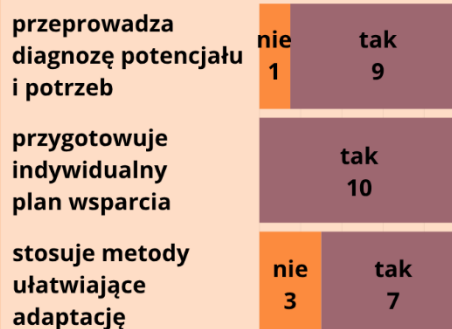 przeprowadza
diagnozę potencjału
i potrzeb
nie tak
1 9
przygotowuje
indywidualny
plan wsparcia
tak
10
stosuje metody
ułatwiające
adaptację
nie tak
3 7